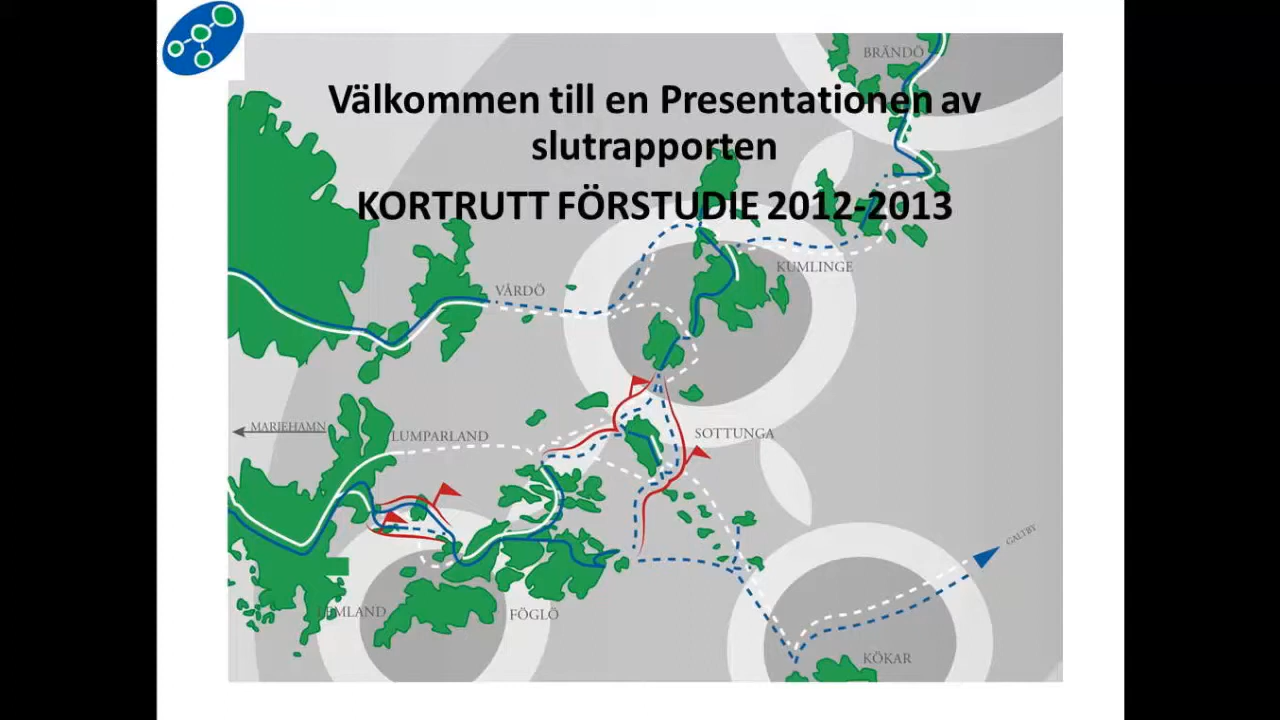 BRÄNDÖ
Välkommen till en Presentationen av
slutrapporten
KORTRUTT FÖRSTUDIE 2012-2013
KUMLINGE
VÅRDÖ
MARIEHAMN
LUMPARLAND
SOTTUNGA
GALTBY
LEMLAND
FÖGLÖ
KÖKAR